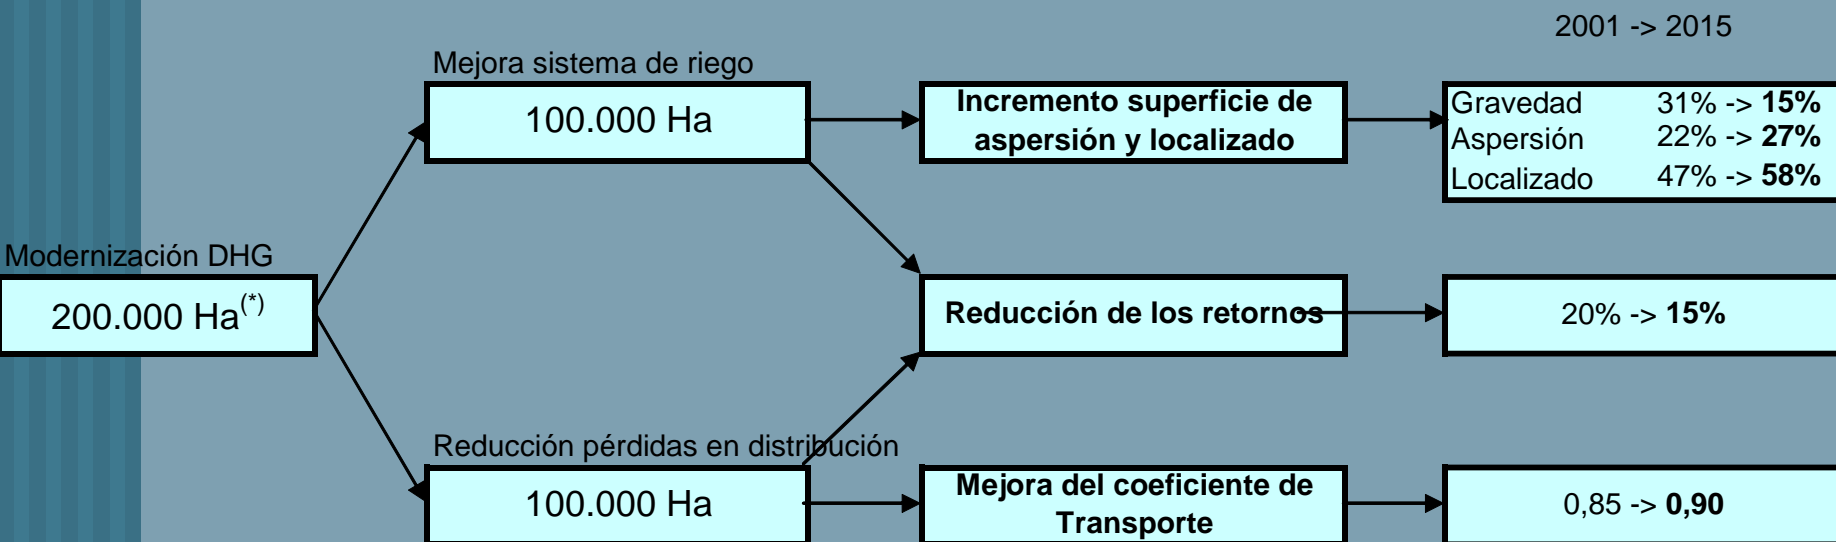 2001 -> 2015
Mejora sistema de riego
100.000 Ha
Incremento superficie de
aspersión y localizado
Gravedad 31% -> 15%
Aspersión 22% -> 27%
Localizado 47% -> 58%
Modernización DHG
200.000 Ha(*)
Reducción de los retornos
20% -> 15%
Reducción pérdidas en distribución
100.000 Ha
Mejora del coeficiente de
Transporte
0,85 -> 0,90